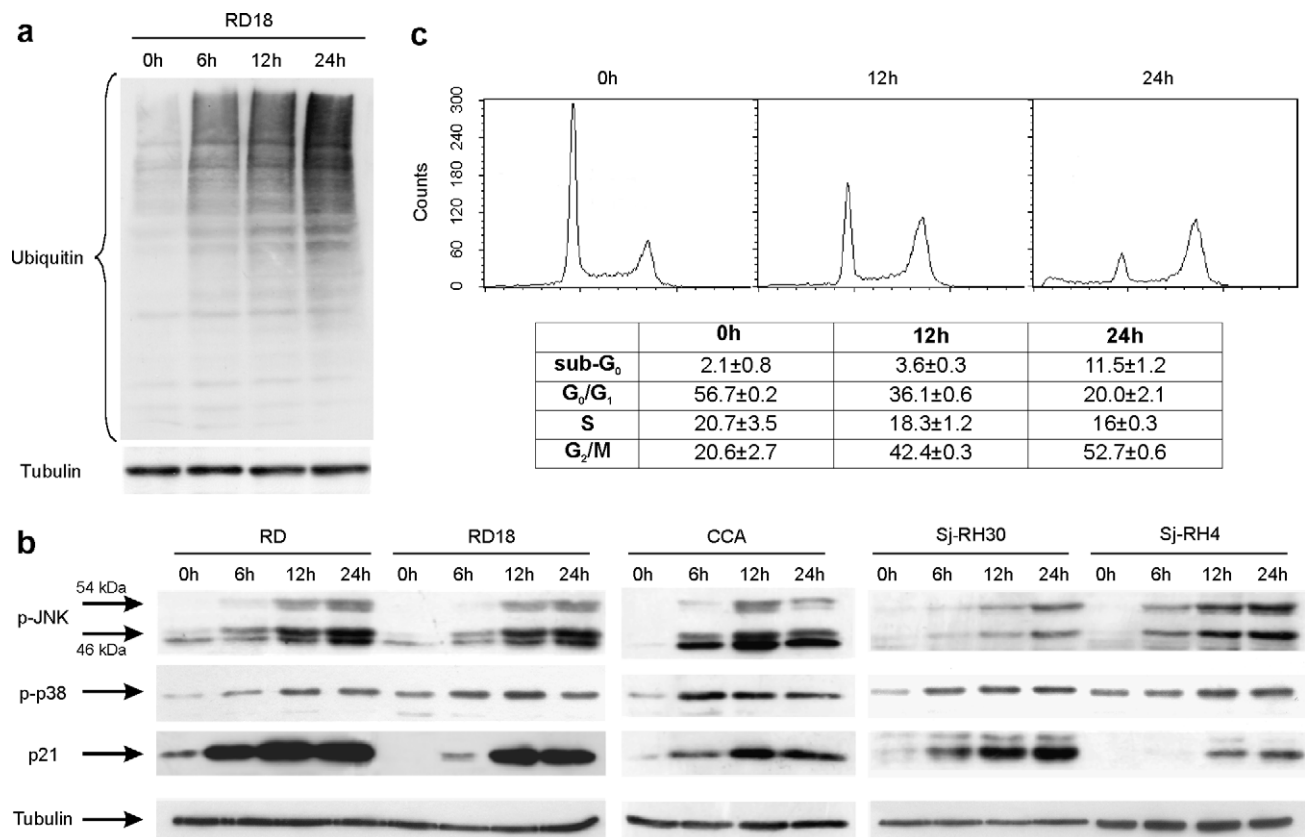 a
RD18
0h 6h 12h 24h
Ubiquitin
Tubulin
c
0h 12h 24h
Counts
300
240
180
120
60
0
0h 12h 24h
sub-G₀ 2.1±0.8 3.6±0.3 11.5±1.2
G₀/G₁ 56.7±0.2 36.1±0.6 20.0±2.1
S 20.7±3.5 18.3±1.2 16±0.3
G₂/M 20.6±2.7 42.4±0.3 52.7±0.6
b
RD RD18 CCA Sj-RH30 Sj-RH4
0h 6h 12h 24h 0h 6h 12h 24h 0h 6h 12h 24h 0h 6h 12h 24h 0h 6h 12h 24h
54 kDa
p-JNK
46 kDa
p-p38
p21
Tubulin